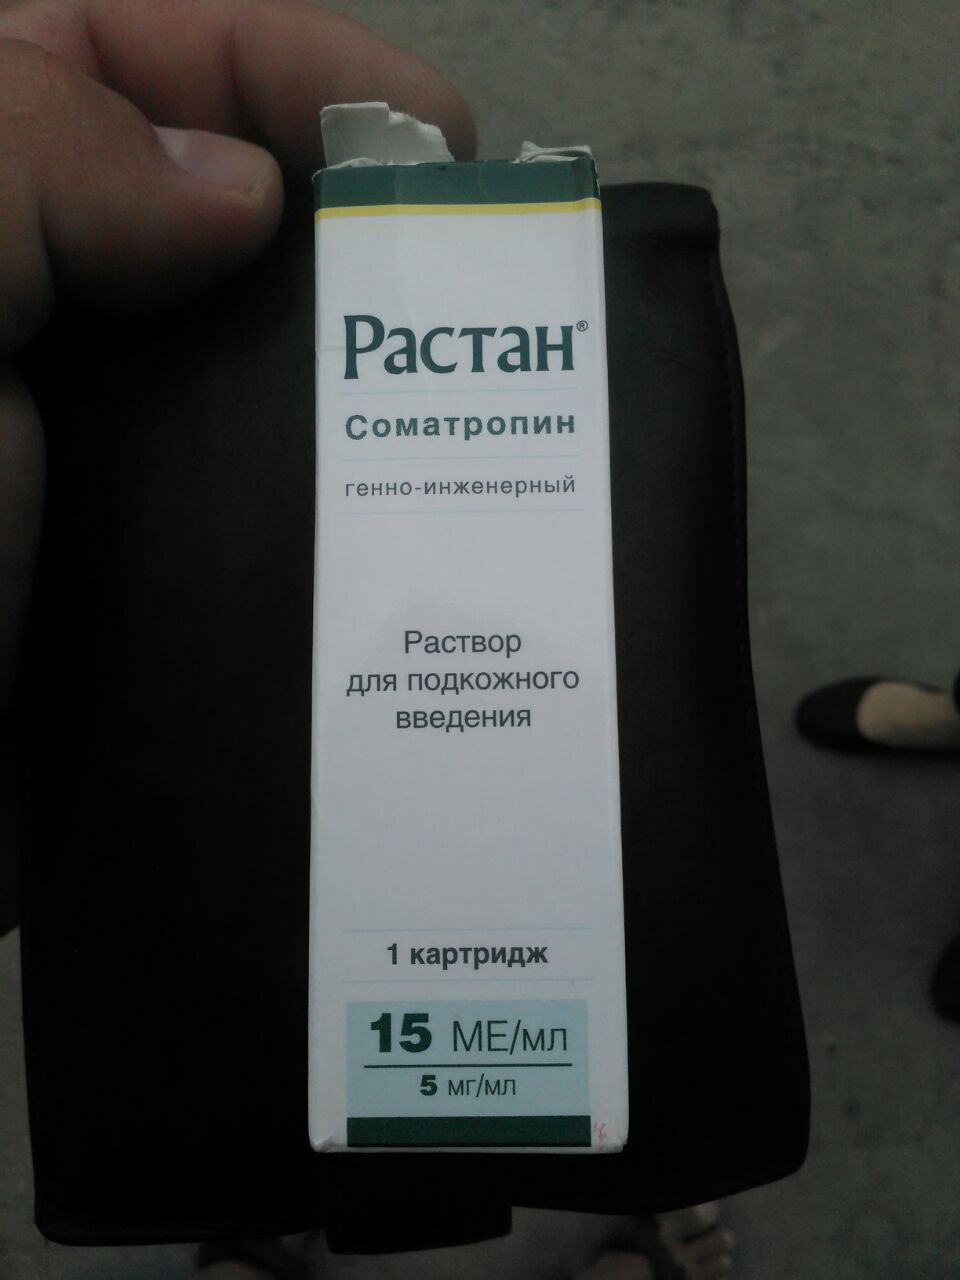 Растан®
Соматропин
генно-инженерный
Раствор
для подкожного
введения
1 картридж
15 МЕ/мл
5 мг/мл